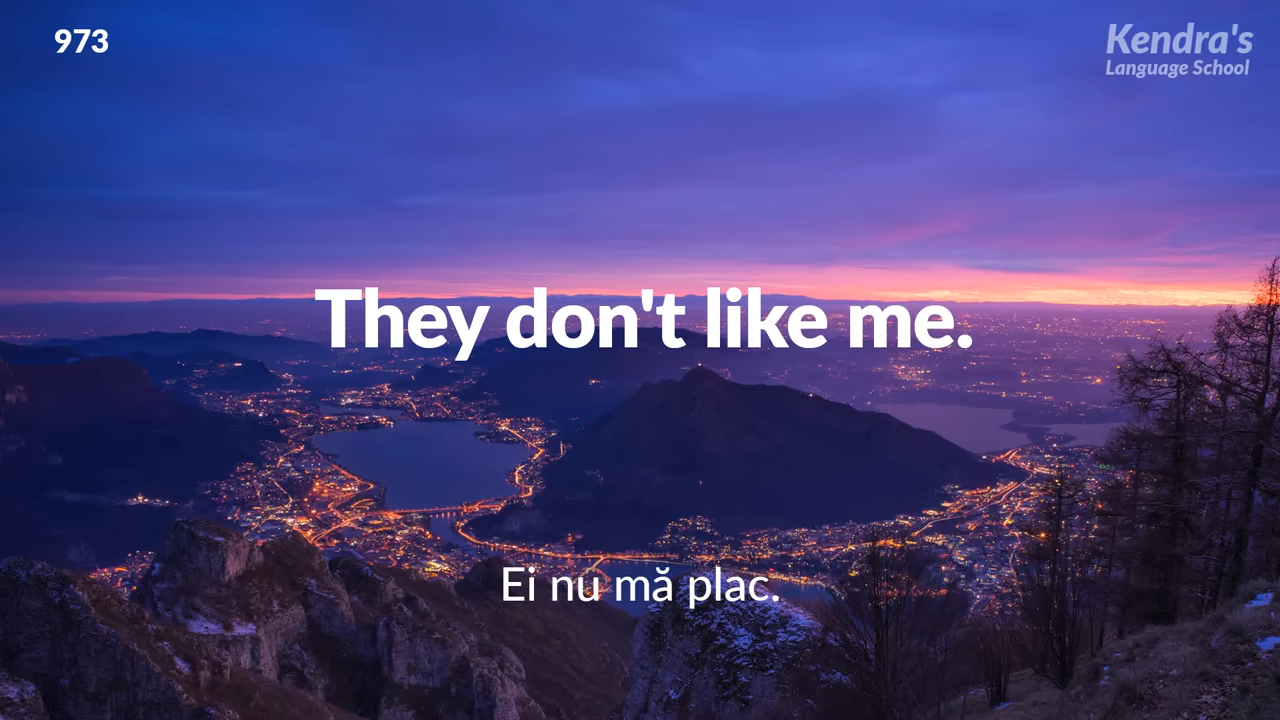 973
Kendra's
Language School
They don't like me.
Ei nu mă plac.